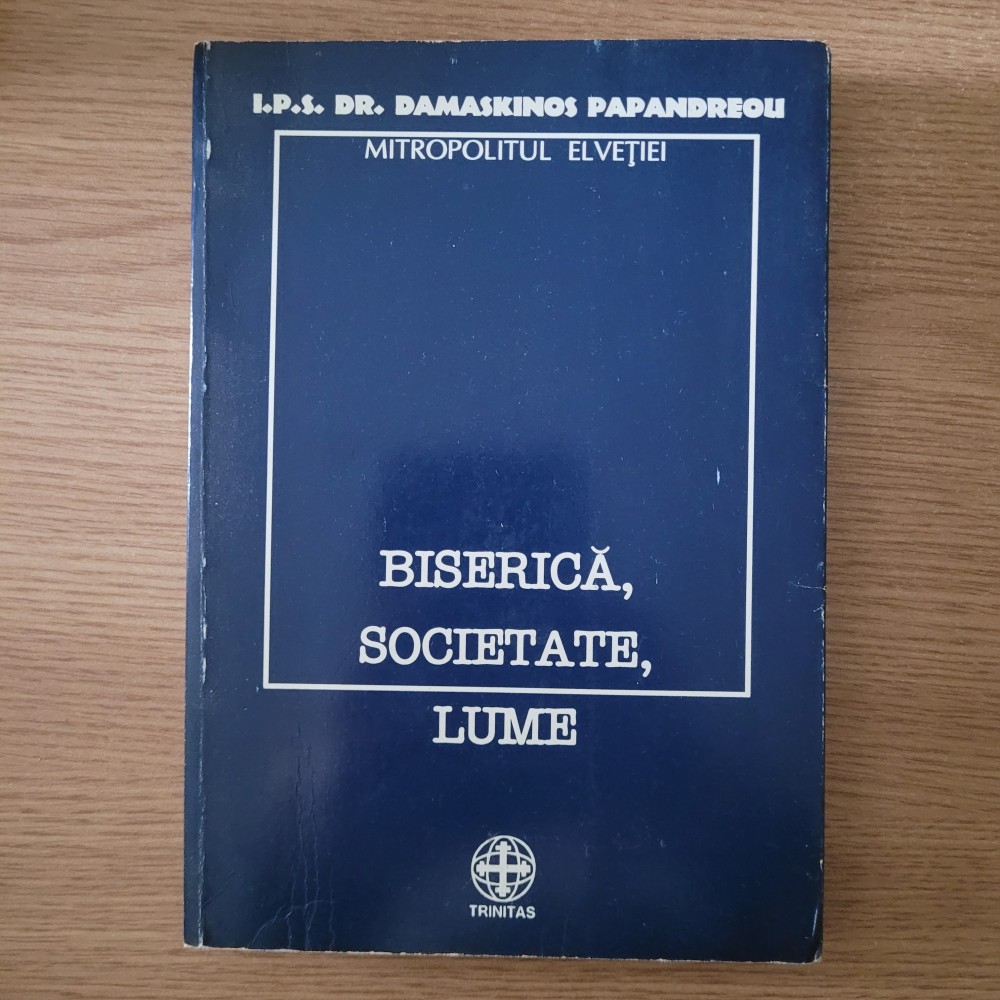 I.P.S. DR. DAMASKINOS PAPANDREOU
MITROPOLITUL ELVEŢIEI
BISERICĂ,
SOCIETATE,
LUME
TRINITAS